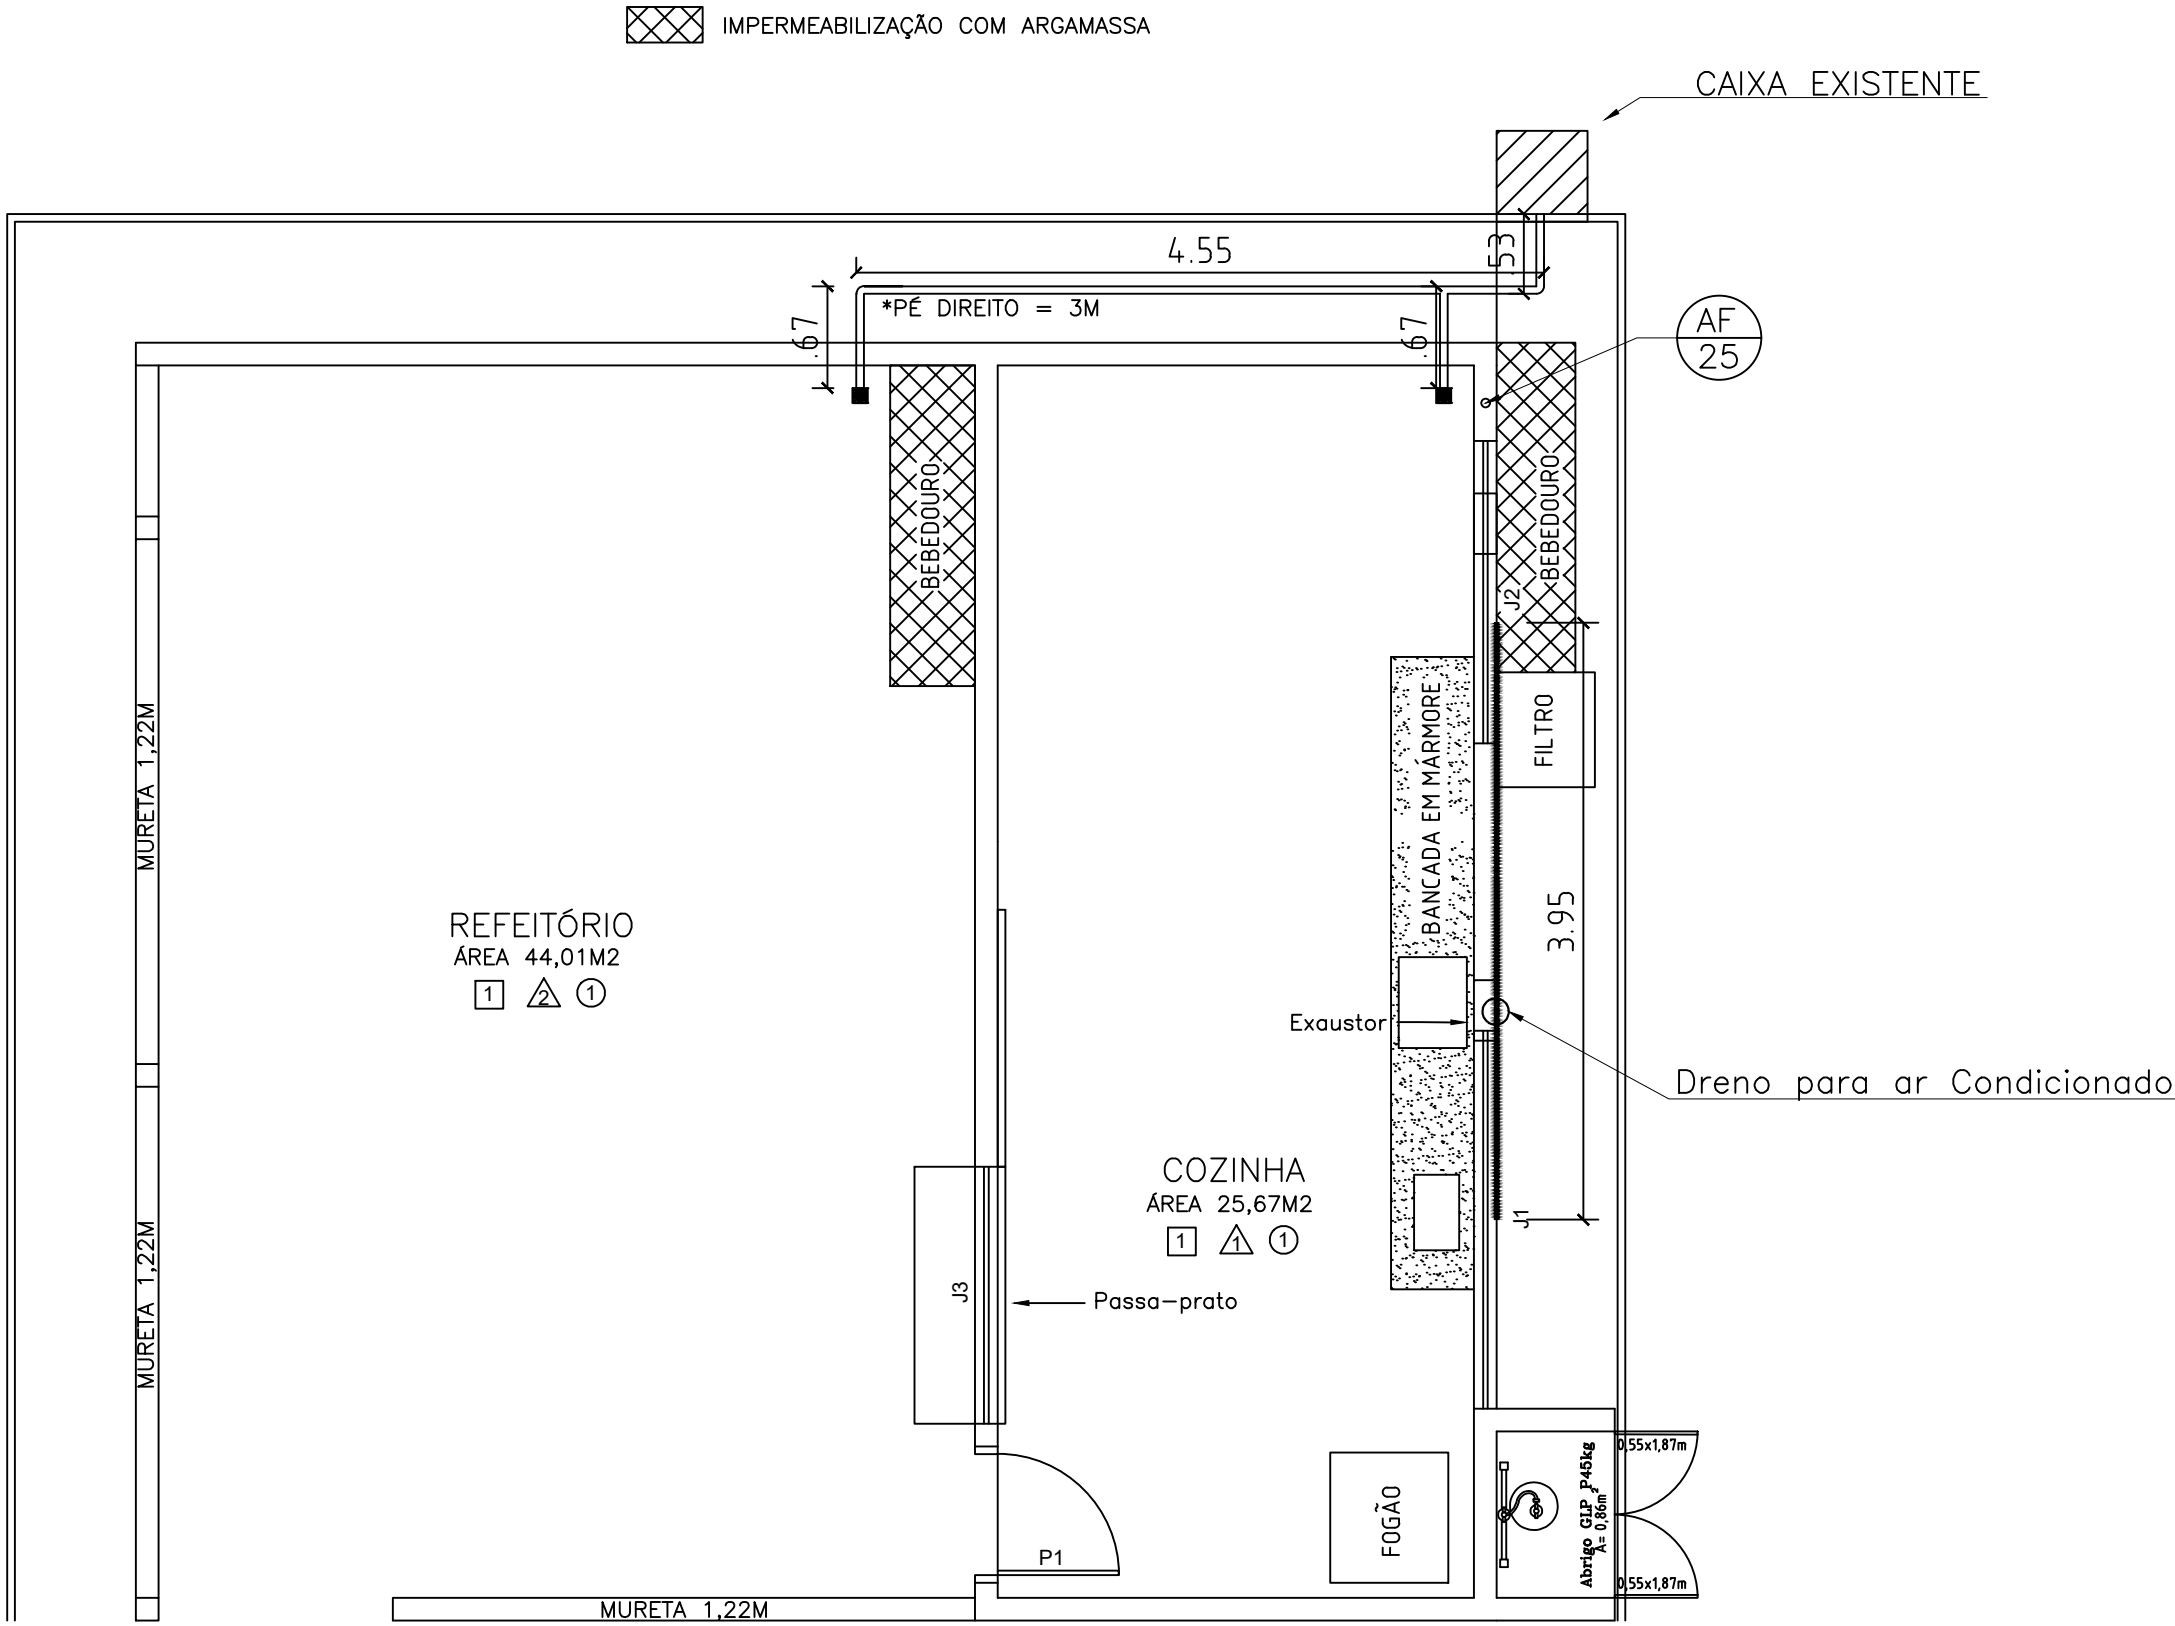 IMPERMEABILIZAÇÃO COM ARGAMASSA
CAIXA EXISTENTE
4.55
.53
*PÉ DIREITO = 3M
.67
.67
AF
25
BEBEDOURO
BEBEDOURO
J2
FILTRO
MURETA 1,22M
BANCADA EM MÁRMORE
3.95
REFEITÓRIO
ÁREA 44,01M2
1 2 1
Exaustor
Dreno para ar Condicionado
COZINHA
ÁREA 25,67M2
1 1 1
J1
J3
Passa-prato
MURETA 1,22M
0,55x1,87m
Abrigo GLP P45kg
A= 0,86m²
FOGÃO
P1
0,55x1,87m
MURETA 1,22M